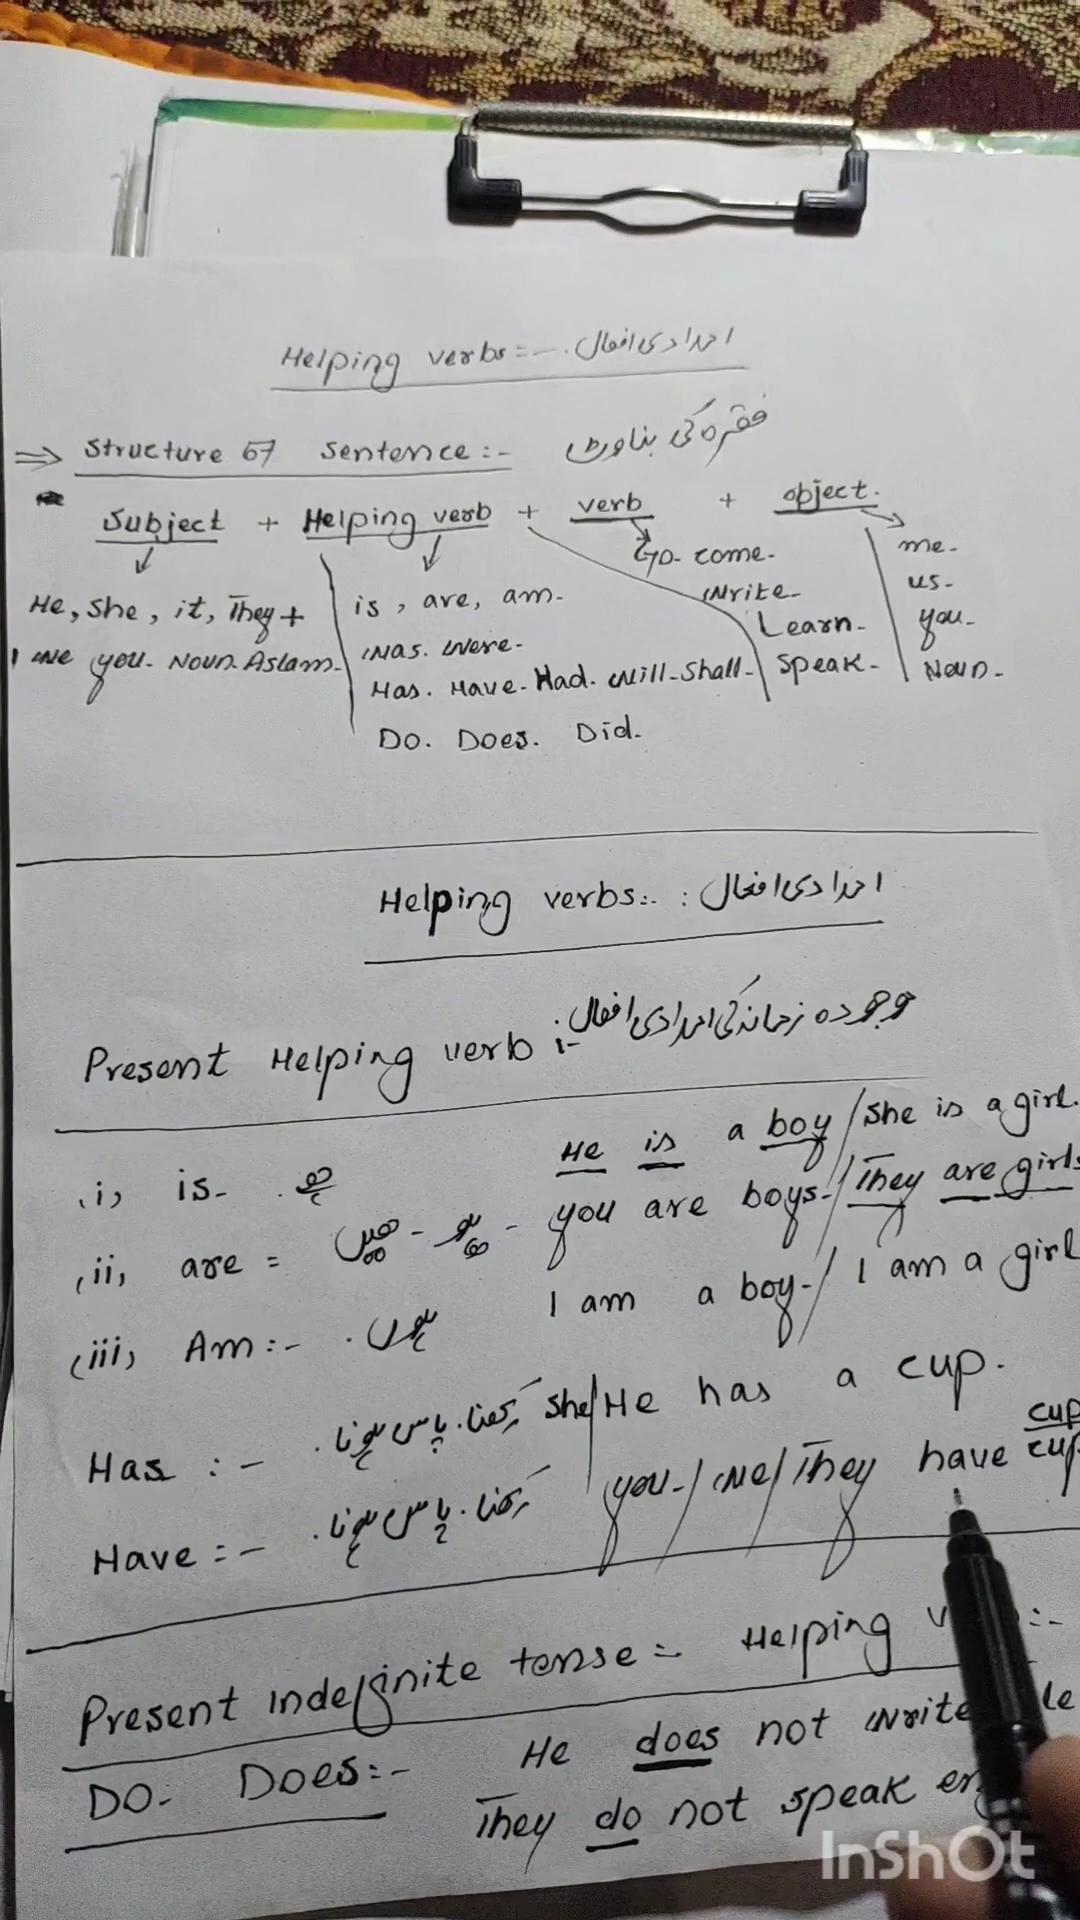 Helping verbs :- امدادی افعال
⇒ Structure of Sentence :- فقرہ کی بناوٹ
Subject + Helping verb + verb + object.
He, she, it, They + I we you. Noun. Aslam.
is, are, am.
was. were.
Has. Have. Had. will. shall.
Do. Does. Did.
Go. come.
write.
Learn.
speak.
me.
us.
you.
Noun.
Helping verbs :. : امدادی افعال
Present Helping verb :- موجودہ زمانہ کی امدادی افعال
(i) is - ہے. He is a boy / She is a girl.
(ii) are = ہیں - ہو - you are boys - / They are girls
(iii) Am :- ہوں. I am a boy - / I am a girl
Has :- رکھنا. پاس ہونا. She / He has a cup.
Have :- رکھنا. پاس ہونا. you - / we / They have cup cup
Present indefinite tense = Helping :-
DO. DOES :- He does not write
They do not speak
InShOt